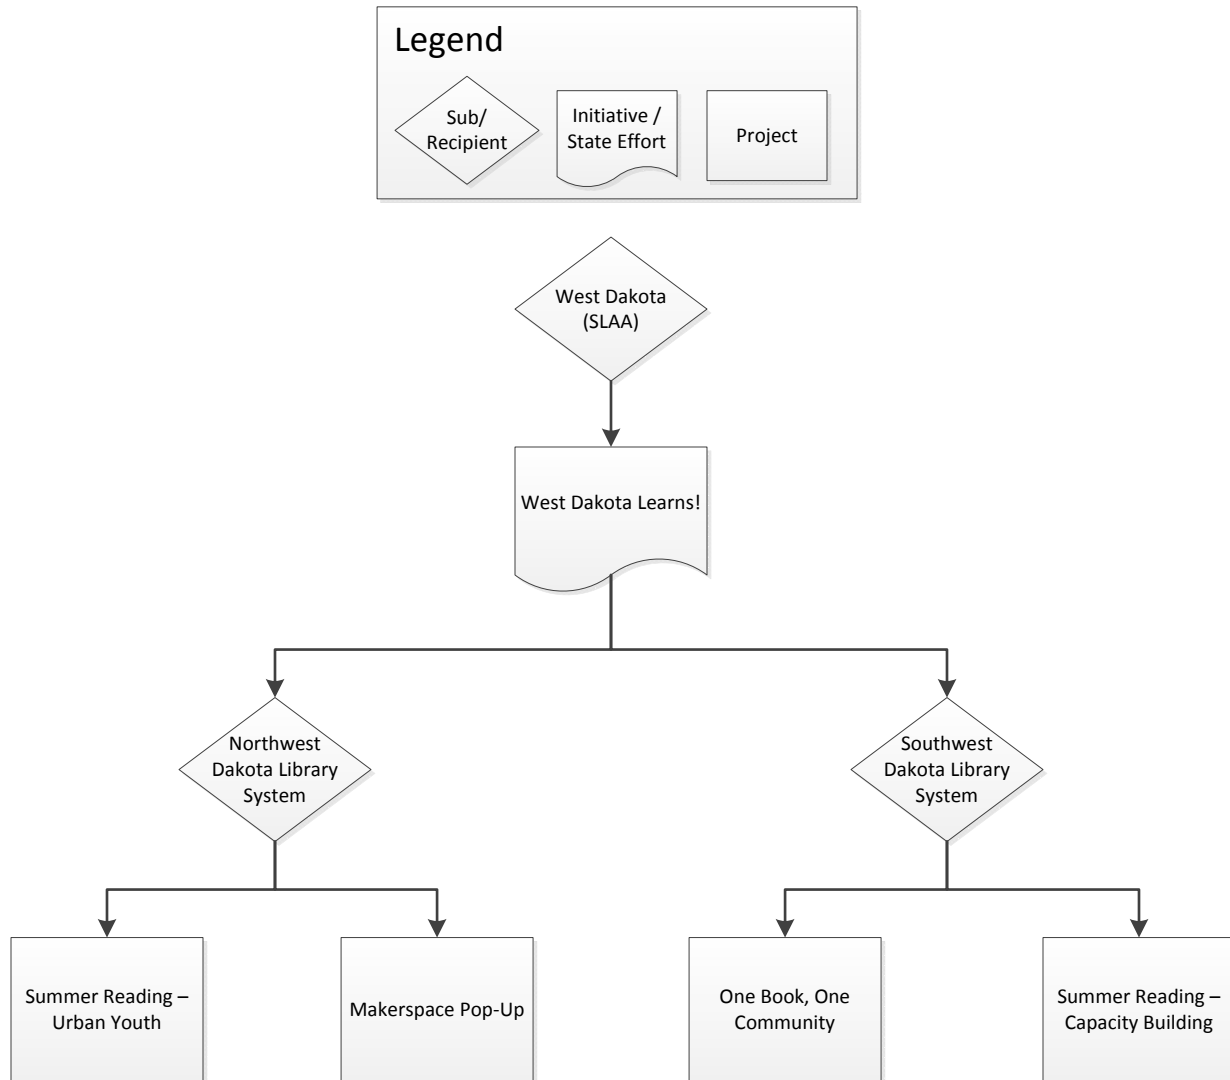 Legend
Sub/
Recipient
Initiative /
State Effort
Project
West Dakota
(SLAA)
West Dakota Learns!
Northwest
Dakota Library
System
Southwest
Dakota Library
System
Summer Reading –
Urban Youth
Makerspace Pop-Up
One Book, One
Community
Summer Reading –
Capacity Building